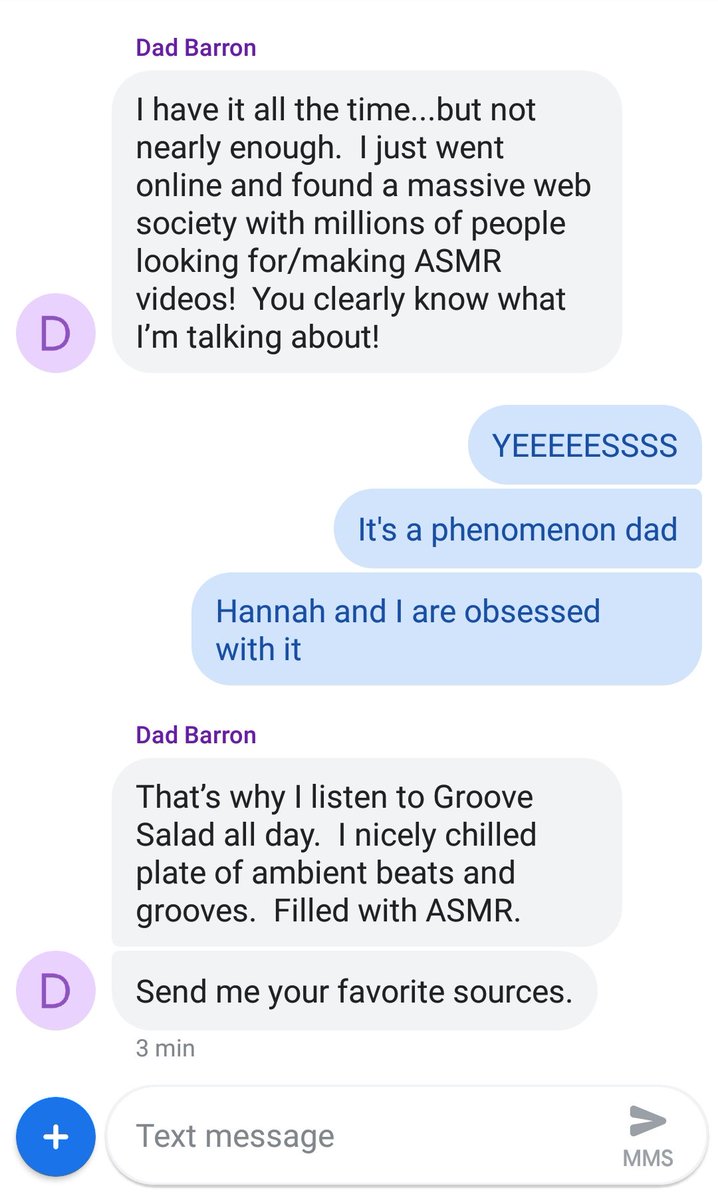 Dad Barron
I have it all the time...but not
nearly enough.  I just went
online and found a massive web
society with millions of people
looking for/making ASMR
videos!  You clearly know what
I’m talking about!
D
YEEEEESSSS
It's a phenomenon dad
Hannah and I are obsessed
with it
Dad Barron
That’s why I listen to Groove
Salad all day.  I nicely chilled
plate of ambient beats and
grooves.  Filled with ASMR.
D
Send me your favorite sources.
3 min
+
Text message
MMS